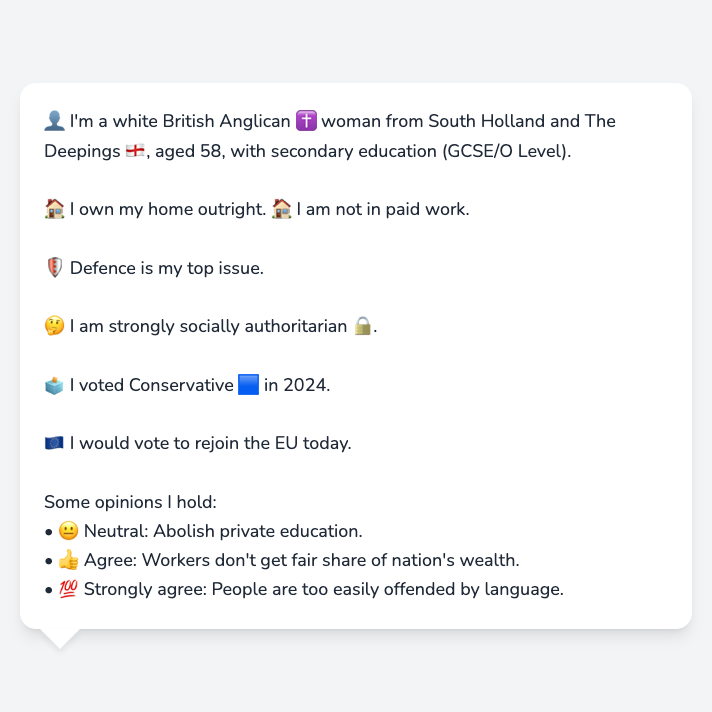 👤 I'm a white British Anglican ✝️ woman from South Holland and The
Deepings 🏴󠁧󠁢󠁥󠁮󠁧󠁿, aged 58, with secondary education (GCSE/O Level).
🏠 I own my home outright. 🏠 I am not in paid work.
🛡️ Defence is my top issue.
🤔 I am strongly socially authoritarian 🔒.
🗳️ I voted Conservative 🟦 in 2024.
🇪🇺 I would vote to rejoin the EU today.
Some opinions I hold:
• 😐 Neutral: Abolish private education.
• 👍 Agree: Workers don't get fair share of nation's wealth.
• 💯 Strongly agree: People are too easily offended by language.